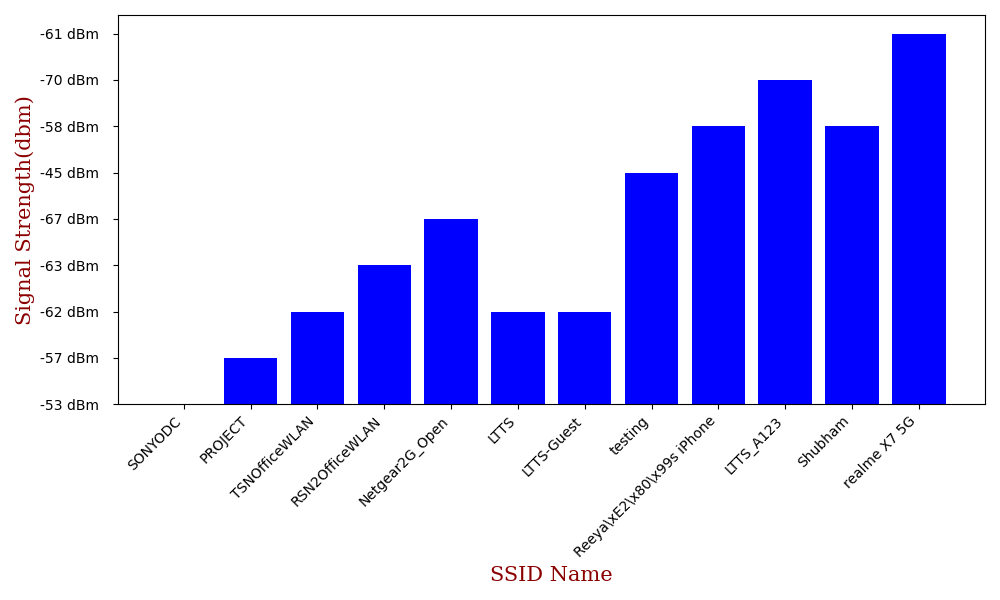 -61 dBm
-70 dBm
-58 dBm
-45 dBm
-67 dBm
-63 dBm
-62 dBm
-57 dBm
-53 dBm
Signal Strength(dbm)
SONYODC
PROJECT
TSNOfficeWLAN
RSN2OfficeWLAN
Netgear2G_Open
LTTS
LTTS-Guest
testing
Reeya\xE2\x80\x99s iPhone
LTTS_A123
Shubham
realme X7 5G
SSID Name